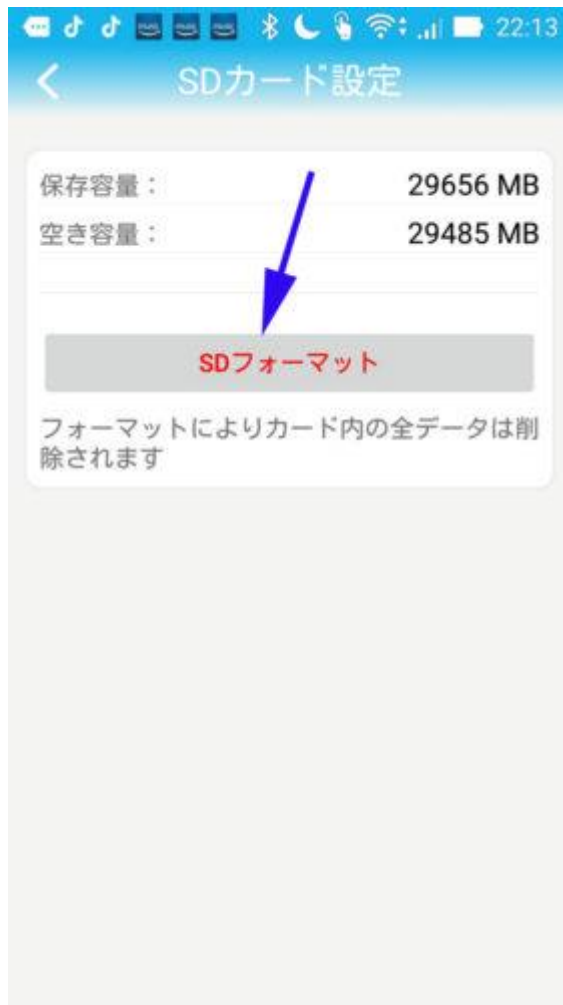 22:13
SDカード設定
保存容量： 29656 MB
空き容量： 29485 MB
SDフォーマット
フォーマットによりカード内の全データは削
除されます